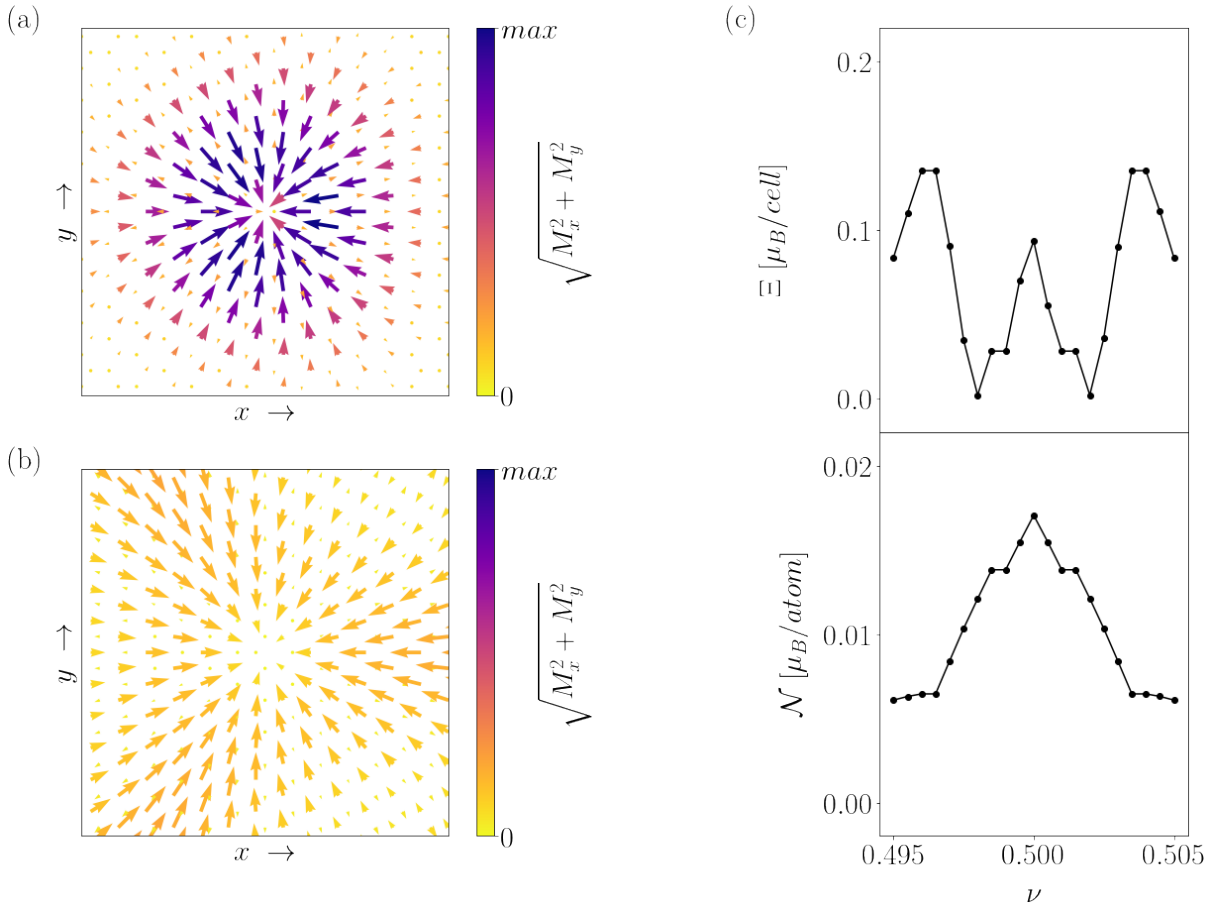 (a)
max
0
√(M_x^2 + M_y^2)
y →
x →
(b)
max
0
√(M_x^2 + M_y^2)
y →
x →
(c)
0.2
0.1
0.0
Ξ [μ_B/cell]
0.02
0.01
0.00
𝒩 [μ_B/atom]
0.495 0.500 0.505
ν